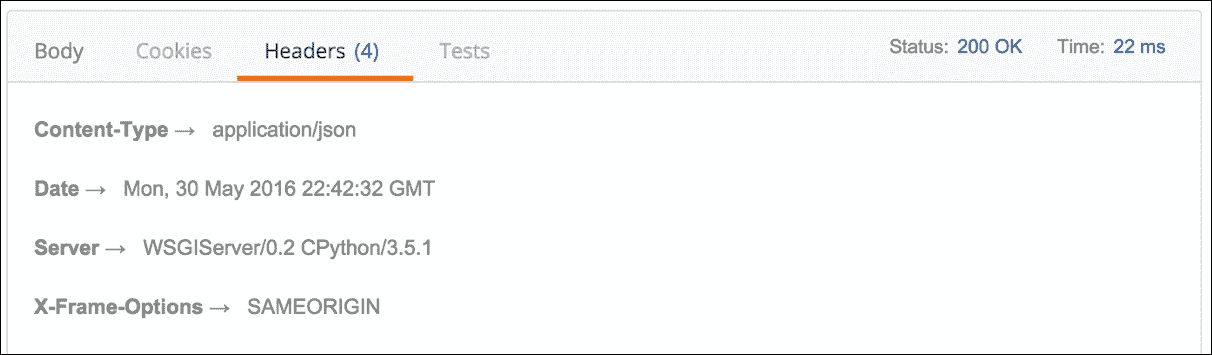 Body Cookies Headers (4) Tests Status: 200 OK Time: 22 ms
Content-Type → application/json
Date → Mon, 30 May 2016 22:42:32 GMT
Server → WSGIServer/0.2 CPython/3.5.1
X-Frame-Options → SAMEORIGIN